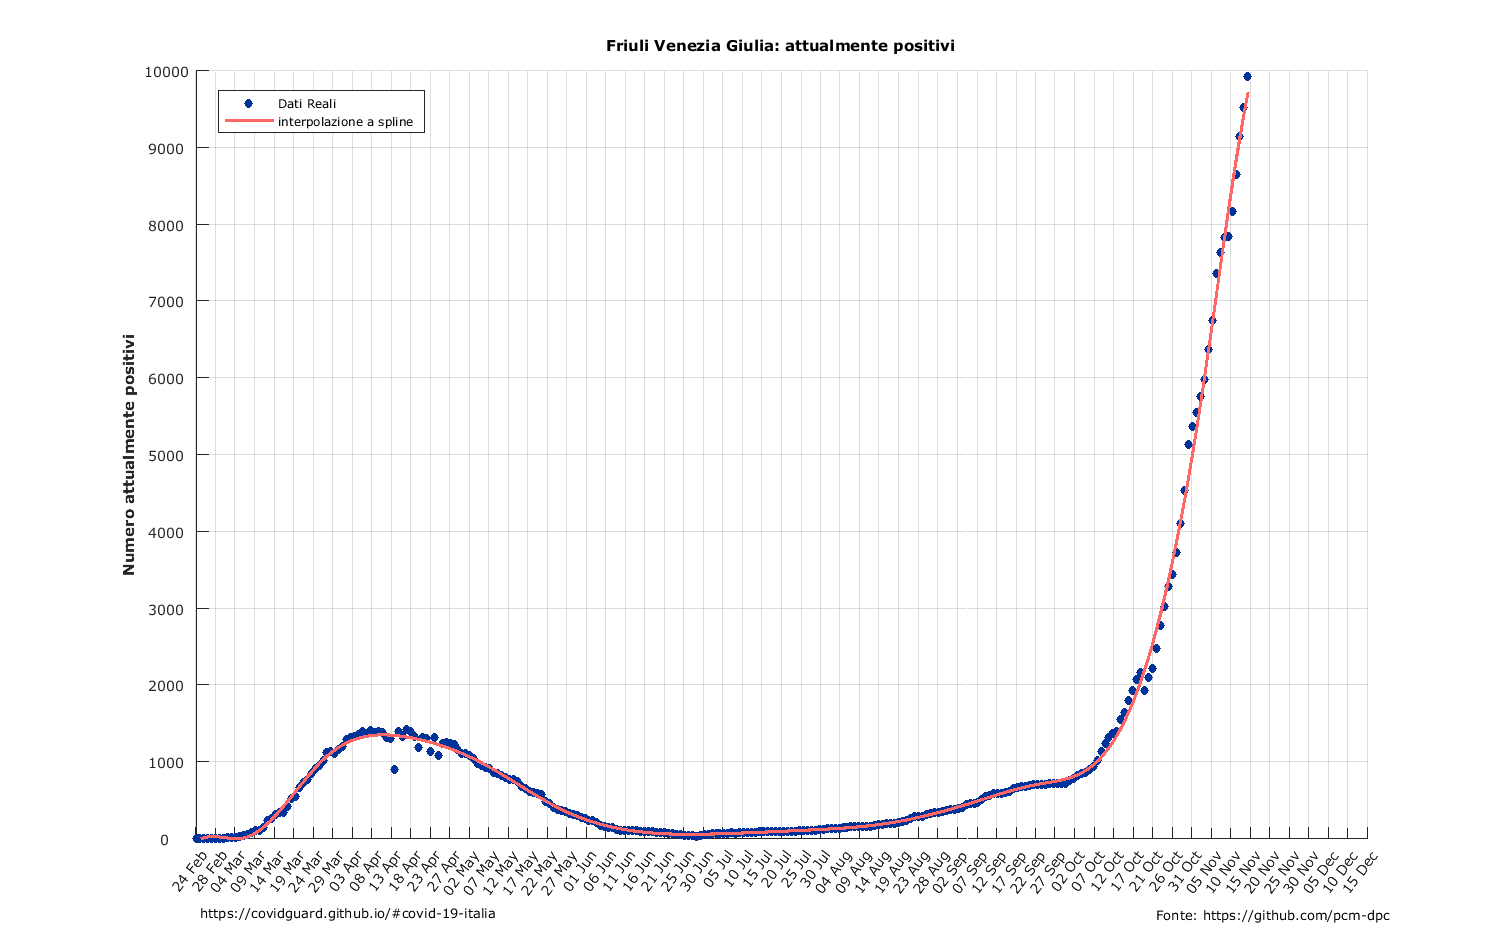 Friuli Venezia Giulia: attualmente positivi
Dati Reali
interpolazione a spline
Numero attualmente positivi
10000
9000
8000
7000
6000
5000
4000
3000
2000
1000
0
24 Feb
28 Feb
04 Mar
09 Mar
14 Mar
19 Mar
24 Mar
29 Mar
03 Apr
08 Apr
13 Apr
18 Apr
23 Apr
27 Apr
02 May
07 May
12 May
17 May
22 May
27 May
01 Jun
06 Jun
11 Jun
16 Jun
21 Jun
25 Jun
30 Jun
05 Jul
10 Jul
15 Jul
20 Jul
25 Jul
30 Jul
04 Aug
09 Aug
14 Aug
19 Aug
23 Aug
28 Aug
02 Sep
07 Sep
12 Sep
17 Sep
22 Sep
27 Sep
02 Oct
07 Oct
12 Oct
17 Oct
21 Oct
26 Oct
31 Oct
05 Nov
10 Nov
15 Nov
20 Nov
25 Nov
30 Nov
05 Dec
10 Dec
15 Dec
https://covidguard.github.io/#covid-19-italia
Fonte: https://github.com/pcm-dpc